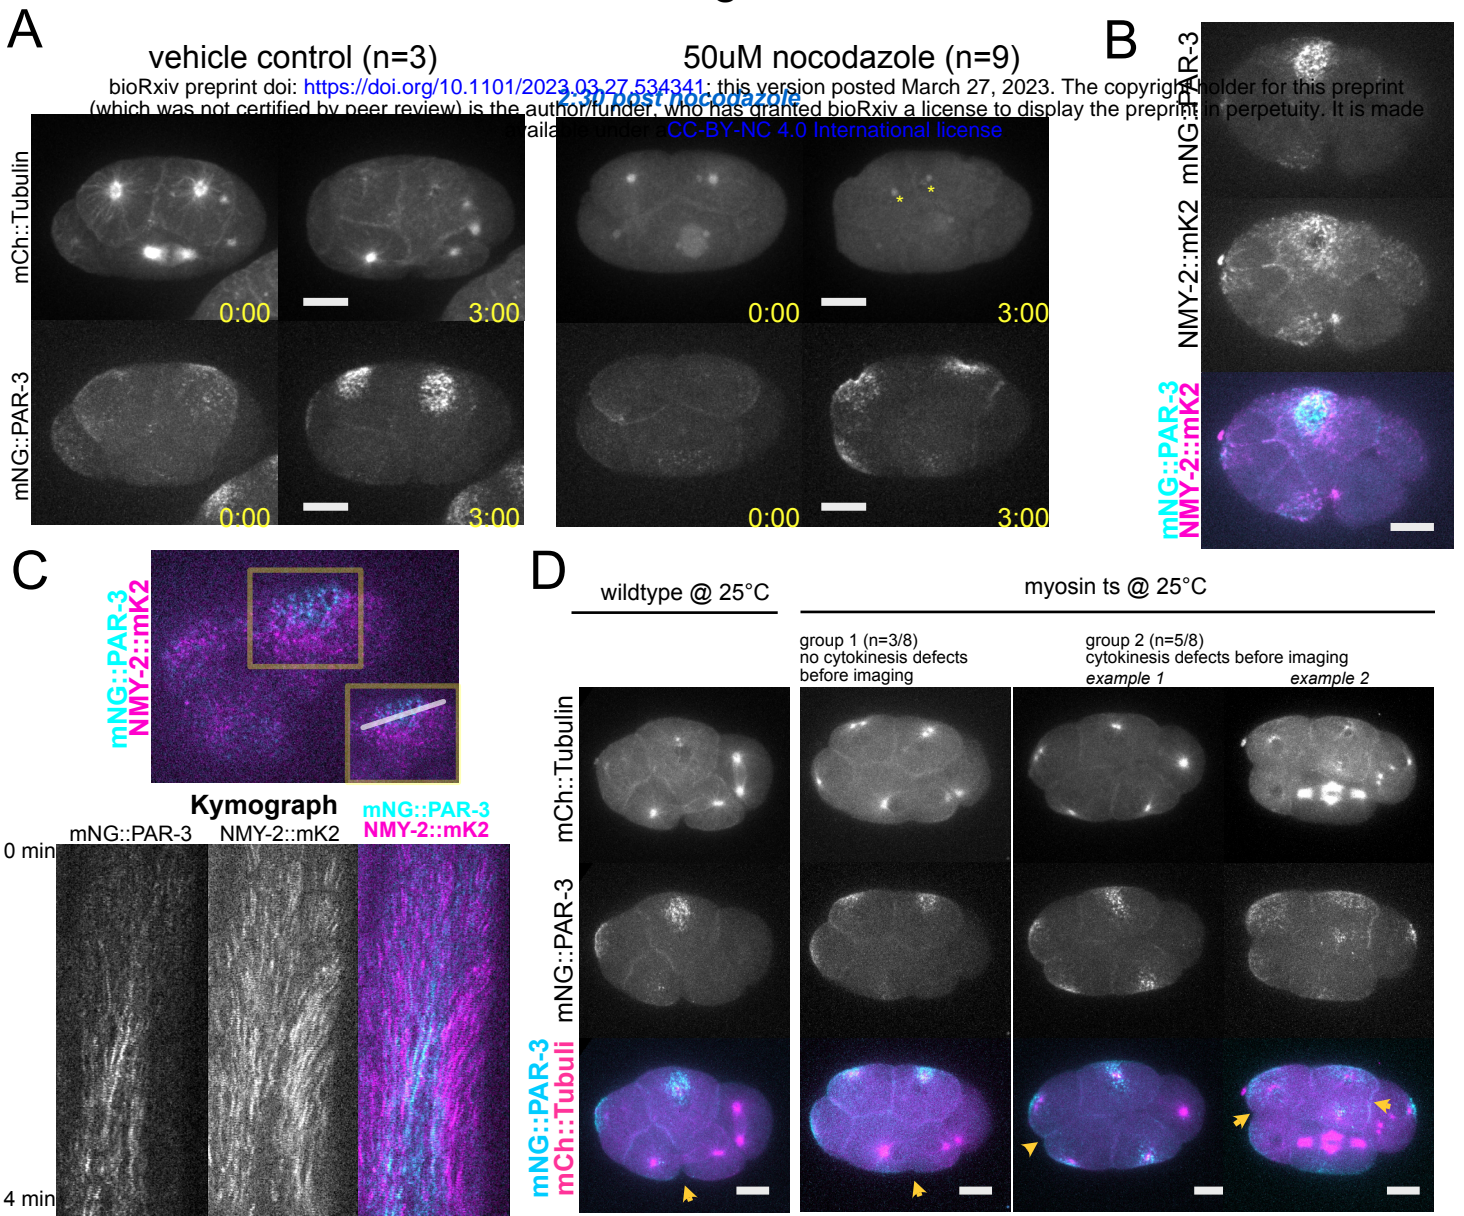 A
vehicle control (n=3)
50uM nocodazole (n=9)
B
bioRxiv preprint doi: https://doi.org/10.1101/2023.03.27.534341; this version posted March 27, 2023. The copyright holder for this preprint
2:30 post nocodazole
(which was not certified by peer review) is the author/funder, who has granted bioRxiv a license to display the preprint in perpetuity. It is made
available under a CC-BY-NC 4.0 International license
mCh::Tubulin
0:00
3:00
0:00
*
*
3:00
mNG::PAR-3
0:00
3:00
0:00
3:00
mNG::PAR-3
NMY-2::mK2
mNG::PAR-3
NMY-2::mK2
C
mNG::PAR-3
NMY-2::mK2
Kymograph
mNG::PAR-3
NMY-2::mK2
mNG::PAR-3
NMY-2::mK2
0 min
4 min
D
wildtype @ 25°C
myosin ts @ 25°C
group 1 (n=3/8)
no cytokinesis defects
before imaging
group 2 (n=5/8)
cytokinesis defects before imaging
example 1
example 2
mCh::Tubulin
mNG::PAR-3
mNG::PAR-3
mCh::Tubuli